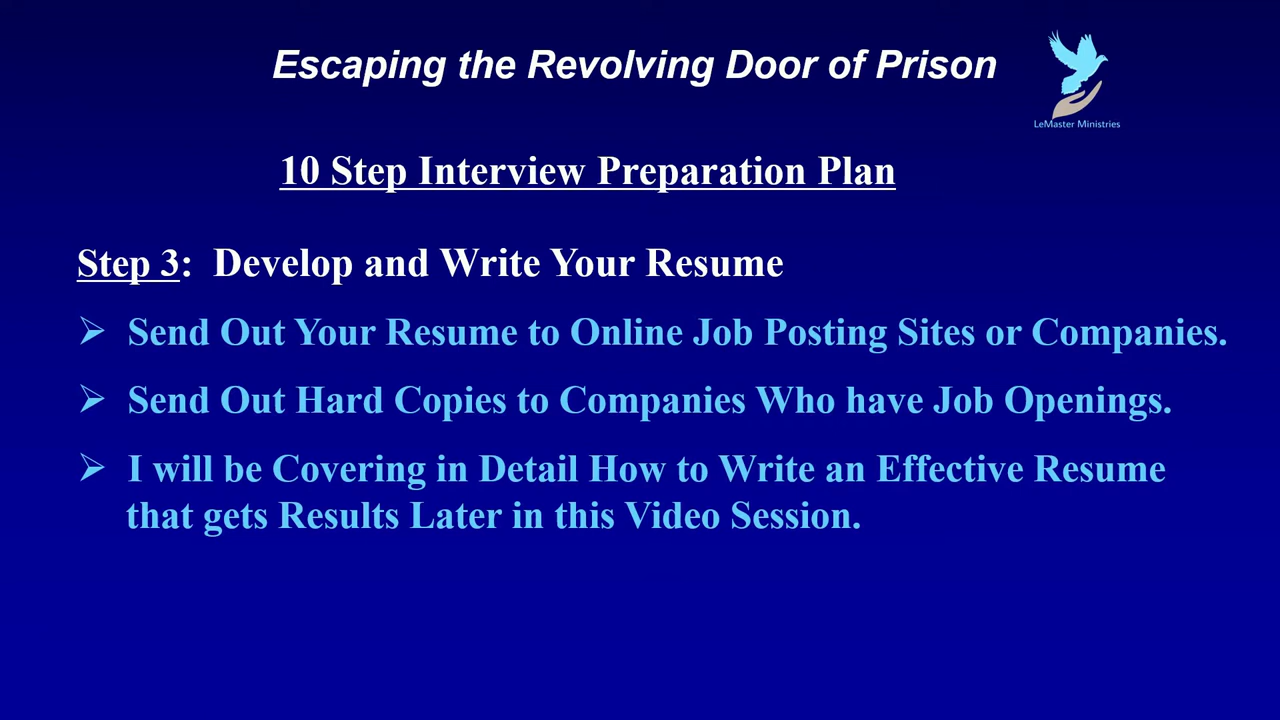 Escaping the Revolving Door of Prison
LeMaster Ministries
10 Step Interview Preparation Plan
Step 3: Develop and Write Your Resume
➢ Send Out Your Resume to Online Job Posting Sites or Companies.
➢ Send Out Hard Copies to Companies Who have Job Openings.
➢ I will be Covering in Detail How to Write an Effective Resume
that gets Results Later in this Video Session.